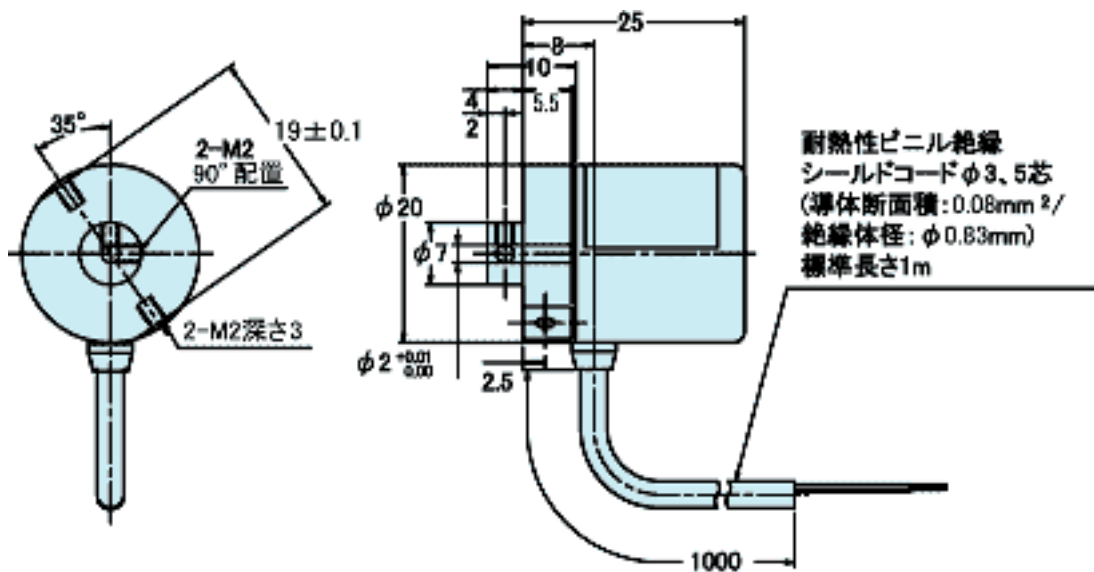 25
8
10
4
5.5
2
35°
19±0.1
2-M2
90°配置
φ20
φ7
2-M2深さ3
φ2 +0.01
0.00
2.5
耐熱性ビニル絶縁
シールドコードφ3、5芯
(導体断面積:0.08mm²/
絶縁体径:φ0.83mm)
標準長さ1m
1000